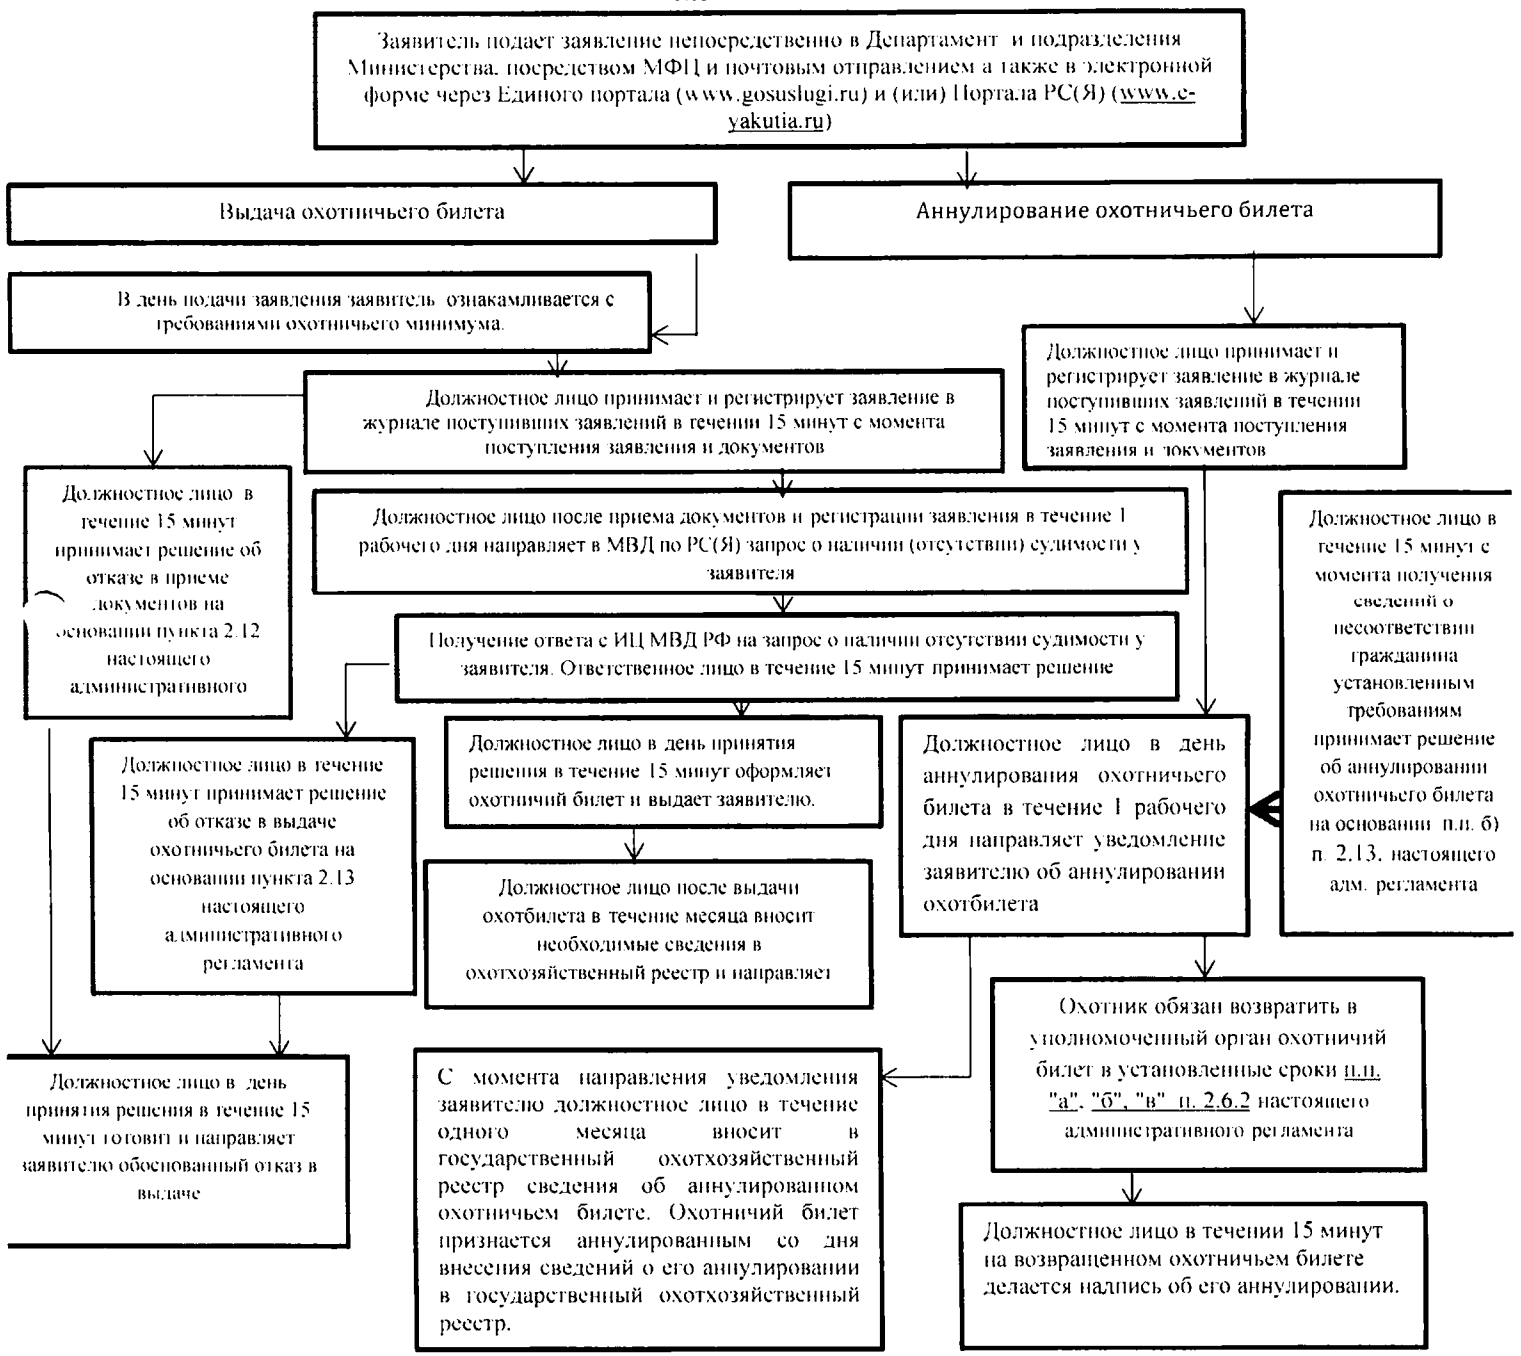 Заявитель подает заявление непосредственно в Департамент и подразделения
Министерства, посредством МФЦ и почтовым отправлением а также в электронной
форме через Единого портала (www.gosuslugi.ru) и (или) Портала РС(Я) (www.e-
yakutia.ru)
Выдача охотничьего билета
Аннулирование охотничьего билета
В день подачи заявления заявитель ознакамливается с
требованиями охотничьего минимума.
Должностное лицо принимает и регистрирует заявление в
журнале поступивших заявлений в течении 15 минут с момента
поступления заявления и документов
Должностное лицо принимает и
регистрирует заявление в журнале
поступивших заявлений в течении
15 минут с момента поступления
заявления и документов
Должностное лицо в
течение 15 минут
принимает решение об
отказе в приеме
документов на
основании пункта 2.12
настоящего
административного
Должностное лицо после приема документов и регистрации заявления в течение 1
рабочего дня направляет в МВД по РС(Я) запрос о наличии (отсутствии) судимости у
заявителя
Должностное лицо в
течение 15 минут с
момента получения
сведений о
несоответствии
гражданина
установленным
требованиям
принимает решение
об аннулировании
охотничьего билета
на основании п.п. б)
п. 2.13. настоящего
адм. регламента
Получение ответа с ИЦ МВД РФ на запрос о наличии отсутствии судимости у
заявителя. Ответственное лицо в течение 15 минут принимает решение
Должностное лицо в течение
15 минут принимает решение
об отказе в выдаче
охотничьего билета на
основании пункта 2.13
настоящего
административного
регламента
Должностное лицо в день принятия
решения в течение 15 минут оформляет
охотничий билет и выдает заявителю.
Должностное лицо в день
аннулирования охотничьего
билета в течение 1 рабочего
дня направляет уведомление
заявителю об аннулировании
охотбилета
Должностное лицо после выдачи
охотбилета в течение месяца вносит
необходимые сведения в
охотхозяйственный реестр и направляет
Охотник обязан возвратить в
уполномоченный орган охотничий
билет в установленные сроки п.п.
"а", "б", "в" п. 2.6.2 настоящего
административного регламента
Должностное лицо в день
принятия решения в течение 15
минут готовит и направляет
заявителю обоснованный отказ в
выдаче
С момента направления уведомления
заявителю должностное лицо в течение
одного месяца вносит в
государственный охотхозяйственный
реестр сведения об аннулированном
охотничьем билете. Охотничий билет
признается аннулированным со дня
внесения сведений о его аннулировании
в государственный охотхозяйственный
реестр.
Должностное лицо в течении 15 минут
на возвращенном охотничьем билете
делается надпись об его аннулировании.